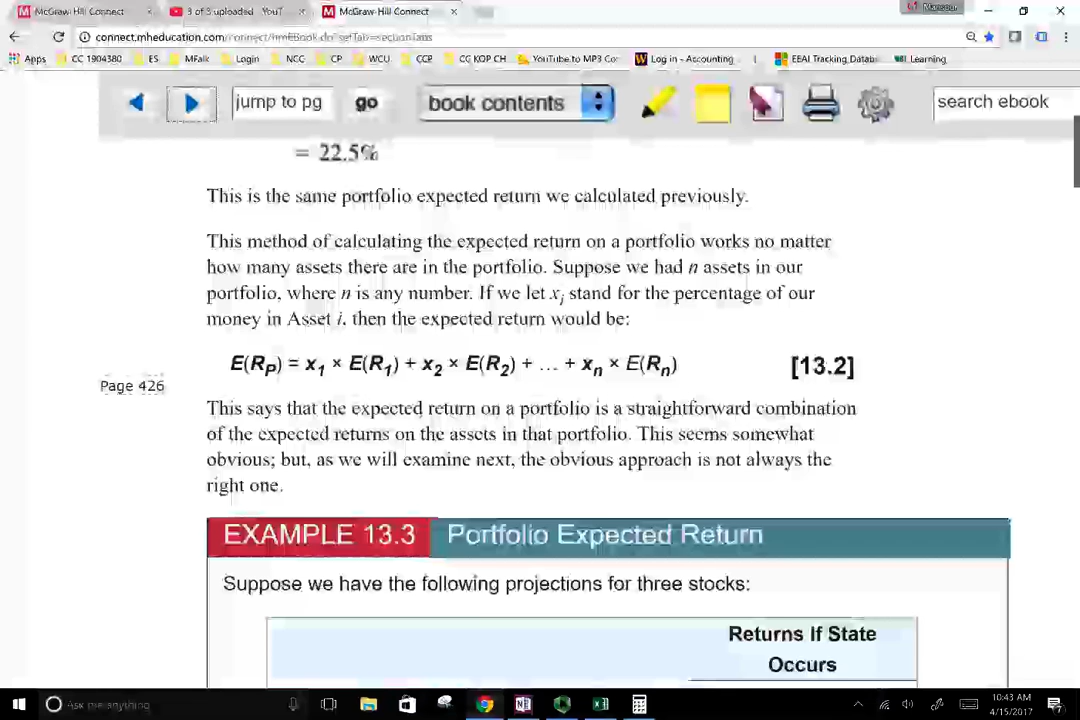 McGraw-Hill Connect
3 of 3 uploaded - YouT
McGraw-Hill Connect
connect.mheducation.com/connect/hmEBook.do?setTab=sectionTabs
Apps CC 1904380 ES MFalk Login NCC CP WCU CCP CC KOP CH YouTube to MP3 Co Log in - Accounting EEAI Tracking Datab Learning
jump to pg go book contents search ebook
= 22.5%
This is the same portfolio expected return we calculated previously.
This method of calculating the expected return on a portfolio works no matter
how many assets there are in the portfolio. Suppose we had n assets in our
portfolio, where n is any number. If we let xi stand for the percentage of our
money in Asset i, then the expected return would be:
E(RP) = x1 × E(R1) + x2 × E(R2) + ... + xn × E(Rn) [13.2]
Page 426
This says that the expected return on a portfolio is a straightforward combination
of the expected returns on the assets in that portfolio. This seems somewhat
obvious; but, as we will examine next, the obvious approach is not always the
right one.
EXAMPLE 13.3 Portfolio Expected Return
Suppose we have the following projections for three stocks:
Returns If State
Occurs
Ask me anything
10:43 AM
4/15/2017